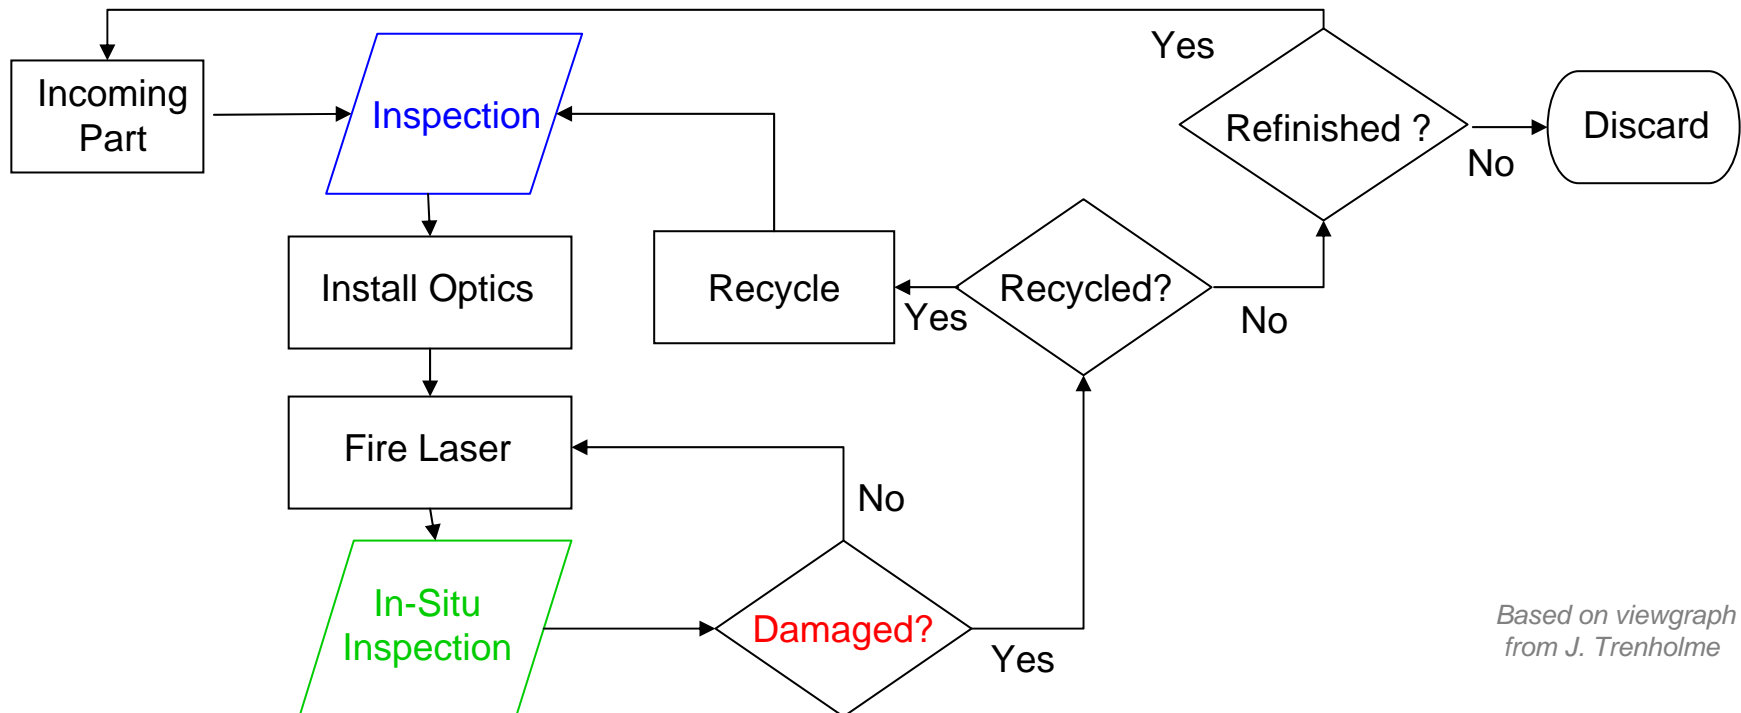 Yes
Incoming
Part
Inspection
Refinished ?
Discard
No
Install Optics
Recycle
Recycled?
Yes
No
Fire Laser
No
In-Situ
Inspection
Damaged?
Yes
Based on viewgraph
from J. Trenholme